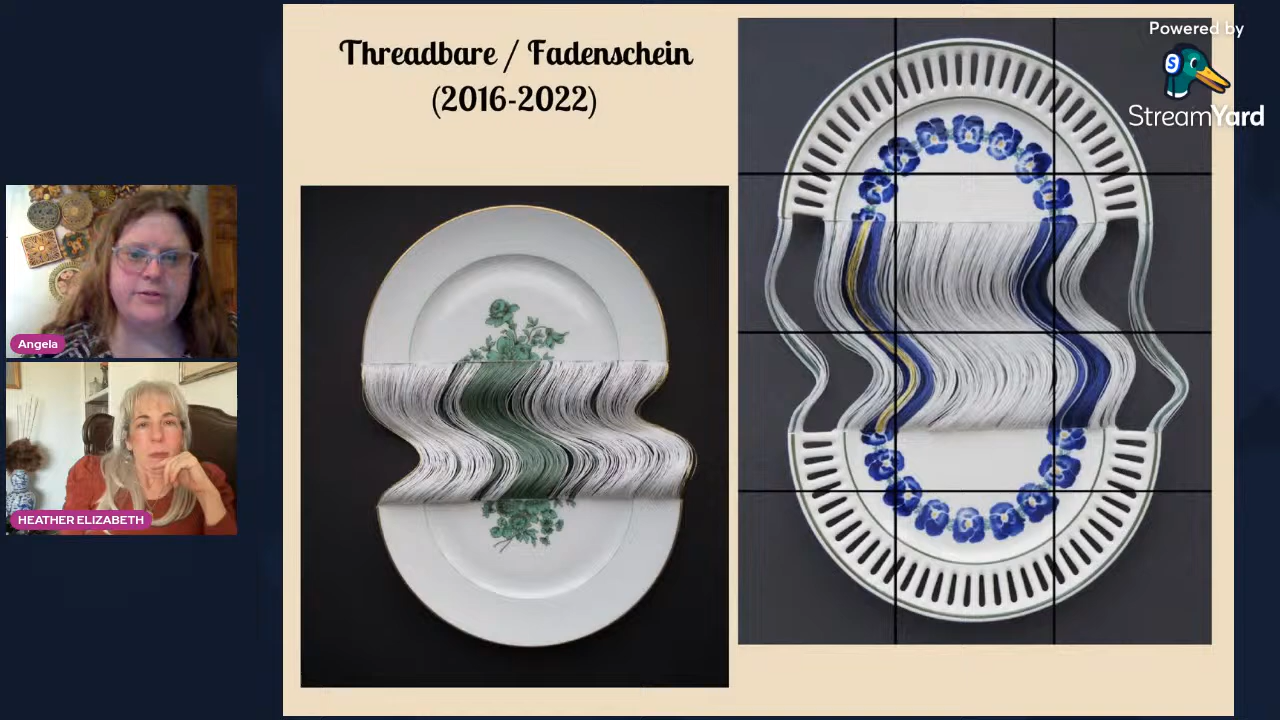 Threadbare / Fadenschein
(2016-2022)
Powered by
StreamYard
Angela
HEATHER ELIZABETH